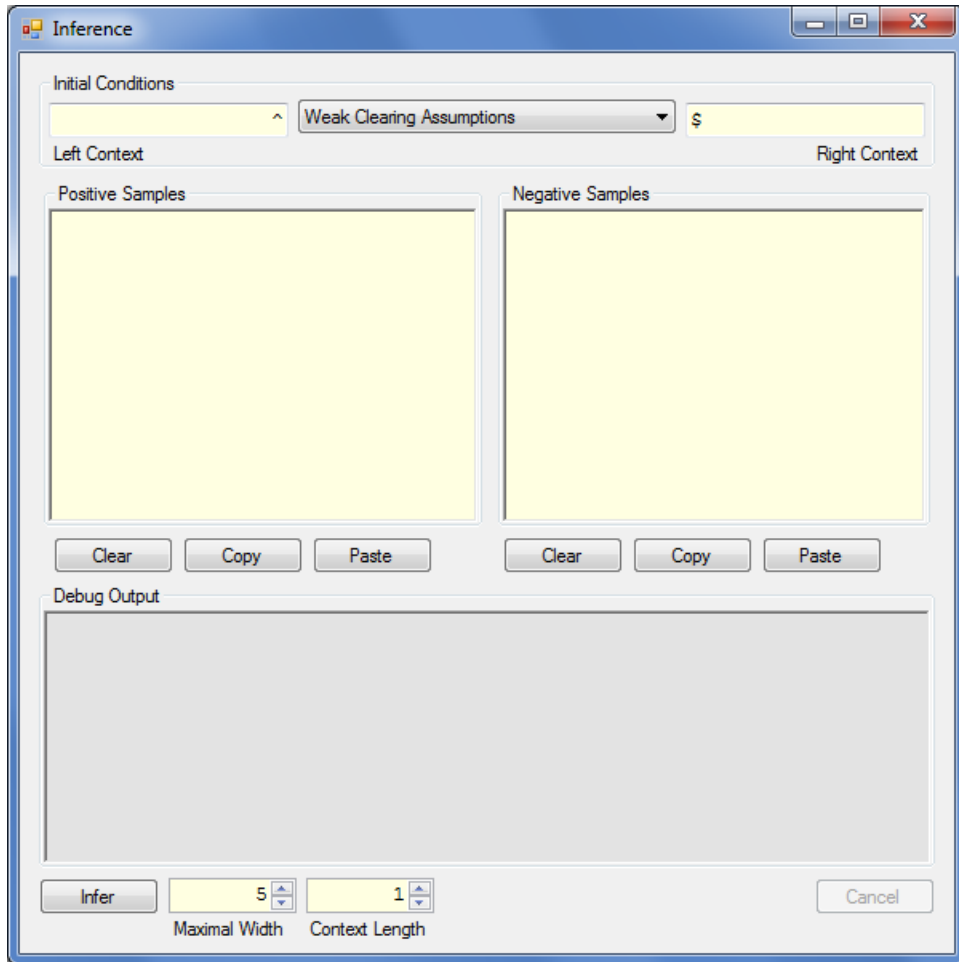 Inference
Initial Conditions
^ Weak Clearing Assumptions $
Left Context Right Context
Positive Samples Negative Samples
Clear Copy Paste Clear Copy Paste
Debug Output
Infer 5 1 Cancel
Maximal Width Context Length